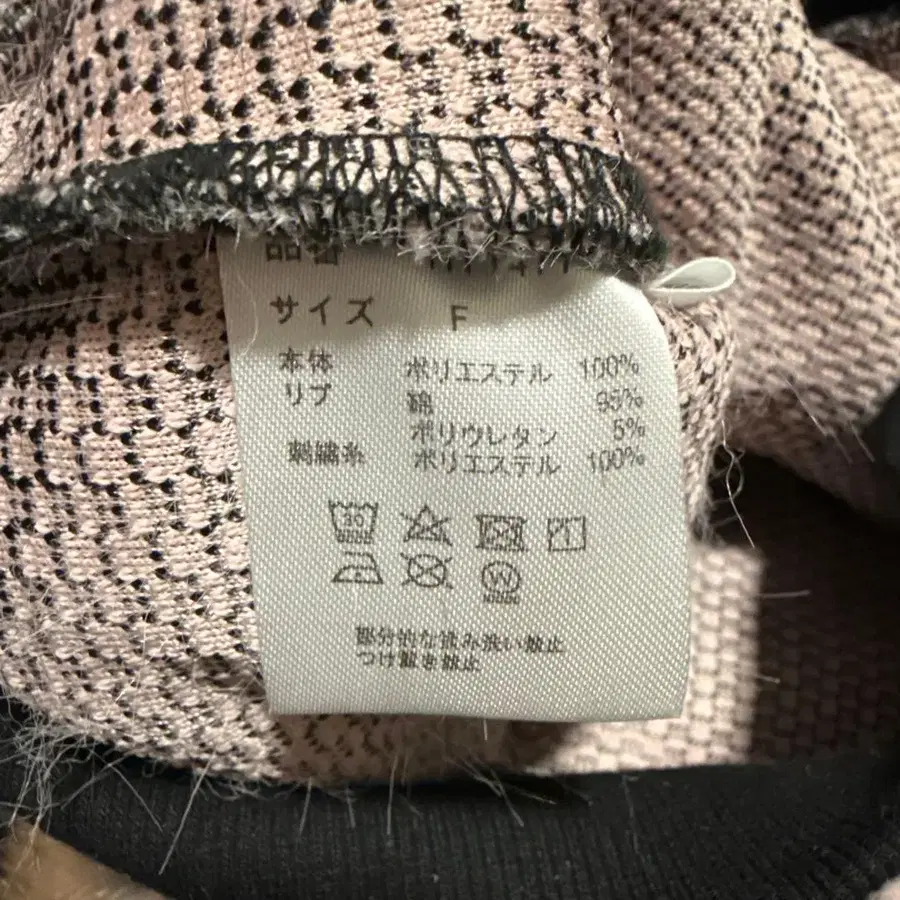 品番
サイズ F
本体 ポリエステル 100%
リブ 綿 95%
ポリウレタン 5%
刺繍糸 ポリエステル 100%
30
W
部分的な揉み洗い禁止
つけ置き禁止